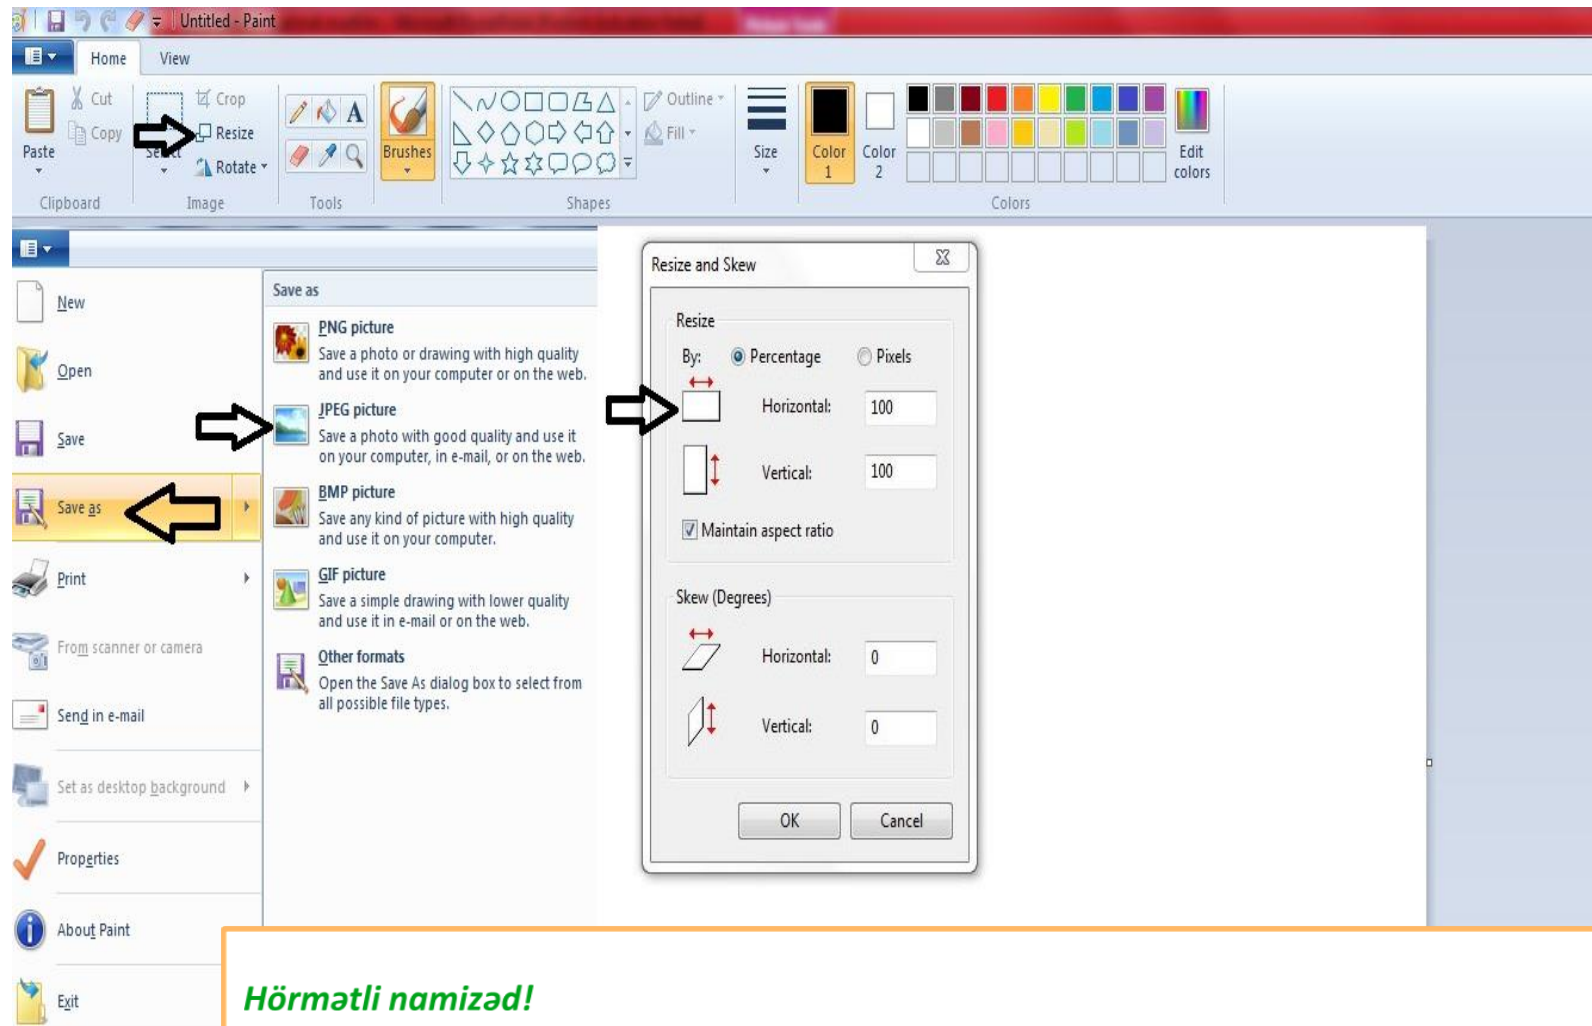 Untitled - Paint
Home View
Cut
Copy
Paste
Clipboard
Crop
Resize
Rotate
Select
Image
A
Tools
Brushes
Outline
Fill
Shapes
Size
Color 1
Color 2
Edit colors
Colors
New
Open
Save
Save as
Print
From scanner or camera
Send in e-mail
Set as desktop background
Properties
About Paint
Exit
Save as
PNG picture
Save a photo or drawing with high quality
and use it on your computer or on the web.
JPEG picture
Save a photo with good quality and use it
on your computer, in e-mail, or on the web.
BMP picture
Save any kind of picture with high quality
and use it on your computer.
GIF picture
Save a simple drawing with lower quality
and use it in e-mail or on the web.
Other formats
Open the Save As dialog box to select from
all possible file types.
Resize and Skew
Resize
By: Percentage Pixels
Horizontal: 100
Vertical: 100
Maintain aspect ratio
Skew (Degrees)
Horizontal: 0
Vertical: 0
OK Cancel
Hörmətli namizəd!